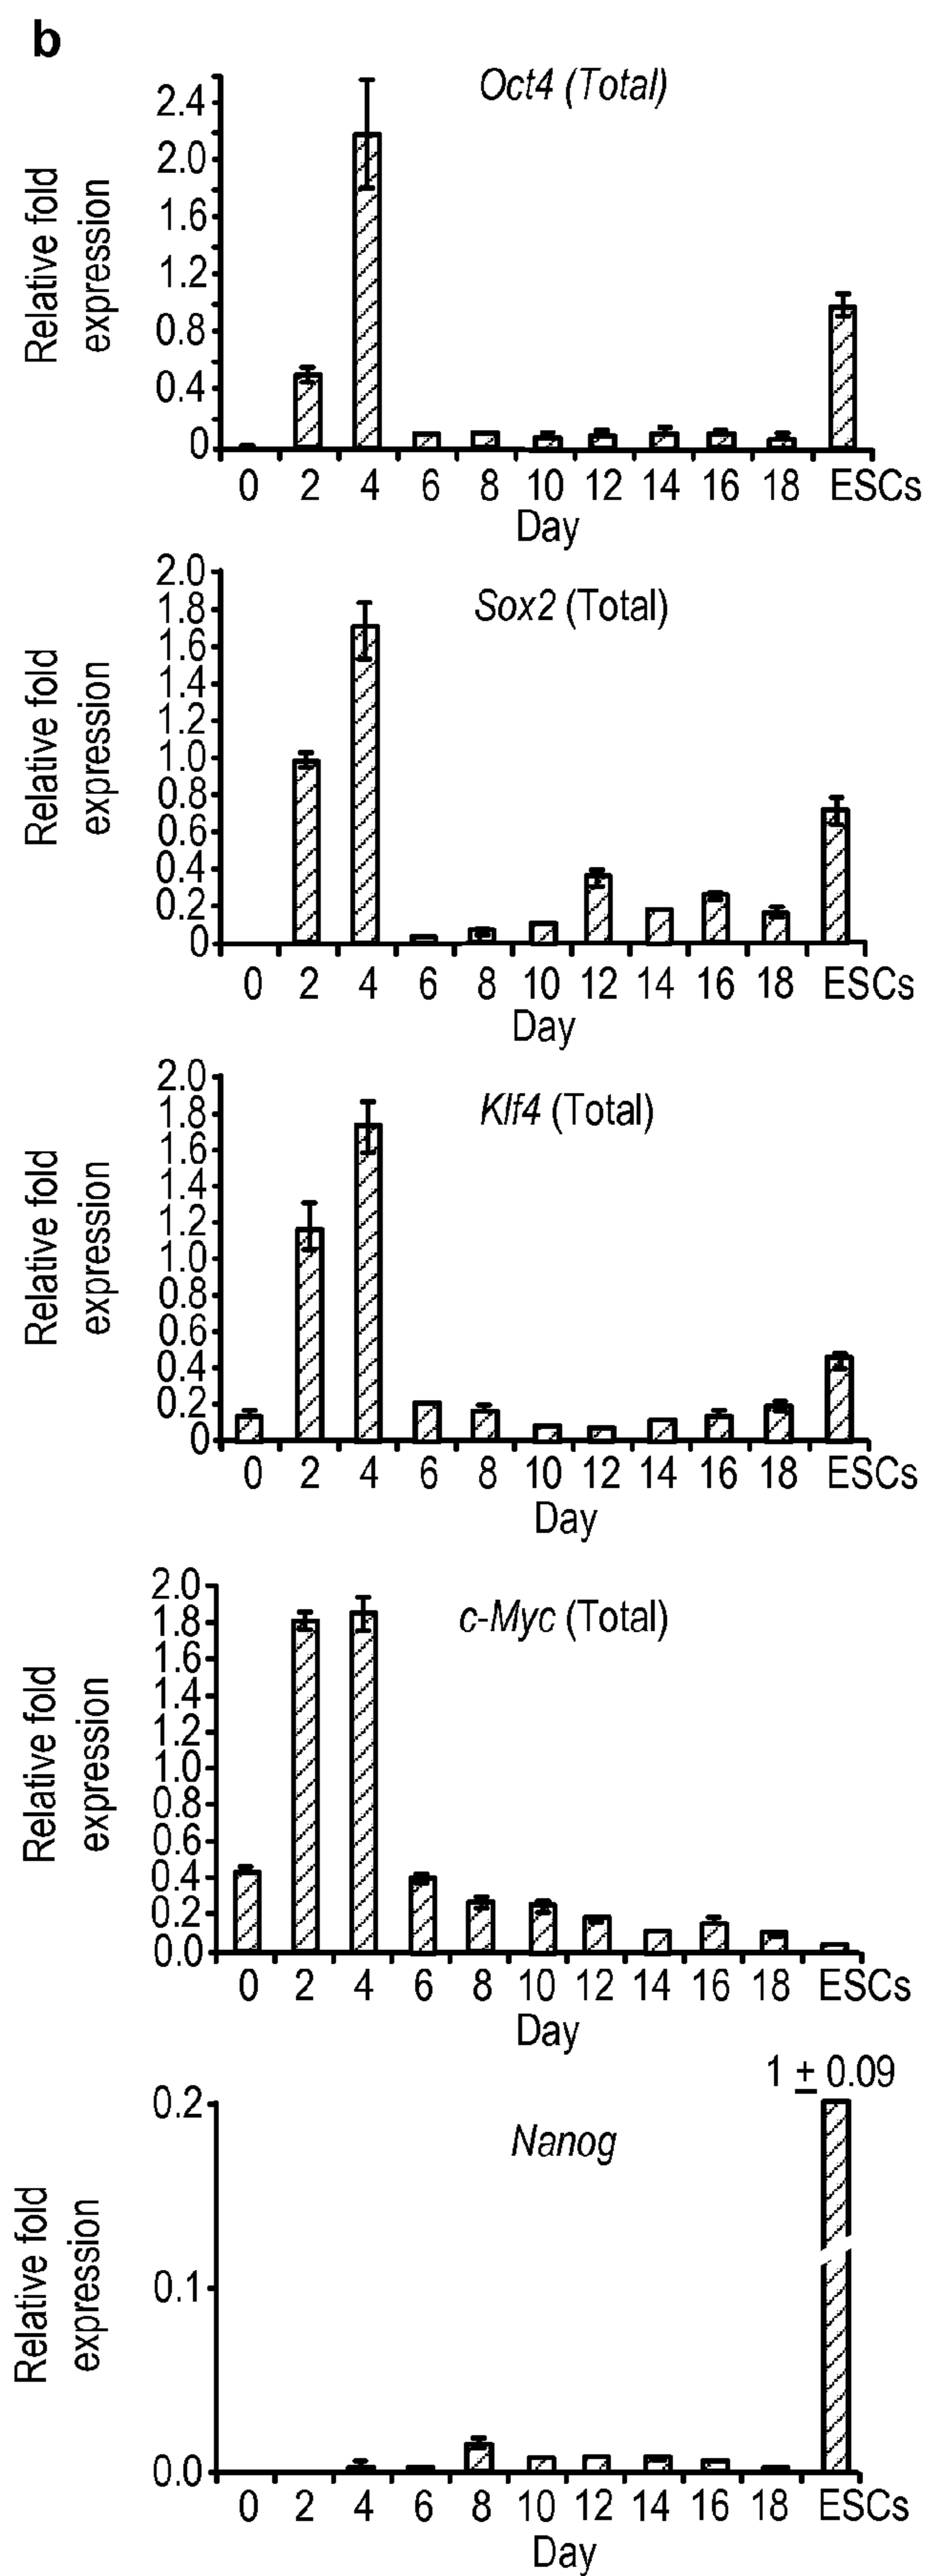 b
Oct4 (Total)
Relative fold
expression
2.4
2.0
1.6
1.2
0.8
0.4
0
0 2 4 6 8 10 12 14 16 18 ESCs
Day
Sox2 (Total)
Relative fold
expression
2.0
1.8
1.6
1.4
1.2
1.0
0.8
0.6
0.4
0.2
0
0 2 4 6 8 10 12 14 16 18 ESCs
Day
Klf4 (Total)
Relative fold
expression
2.0
1.8
1.6
1.4
1.2
1.0
0.8
0.6
0.4
0.2
0
0 2 4 6 8 10 12 14 16 18 ESCs
Day
c-Myc (Total)
Relative fold
expression
2.0
1.8
1.6
1.4
1.2
1.0
0.8
0.6
0.4
0.2
0.0
0 2 4 6 8 10 12 14 16 18 ESCs
Day
1 ± 0.09
Nanog
Relative fold
expression
0.2
0.1
0.0
0 2 4 6 8 10 12 14 16 18 ESCs
Day